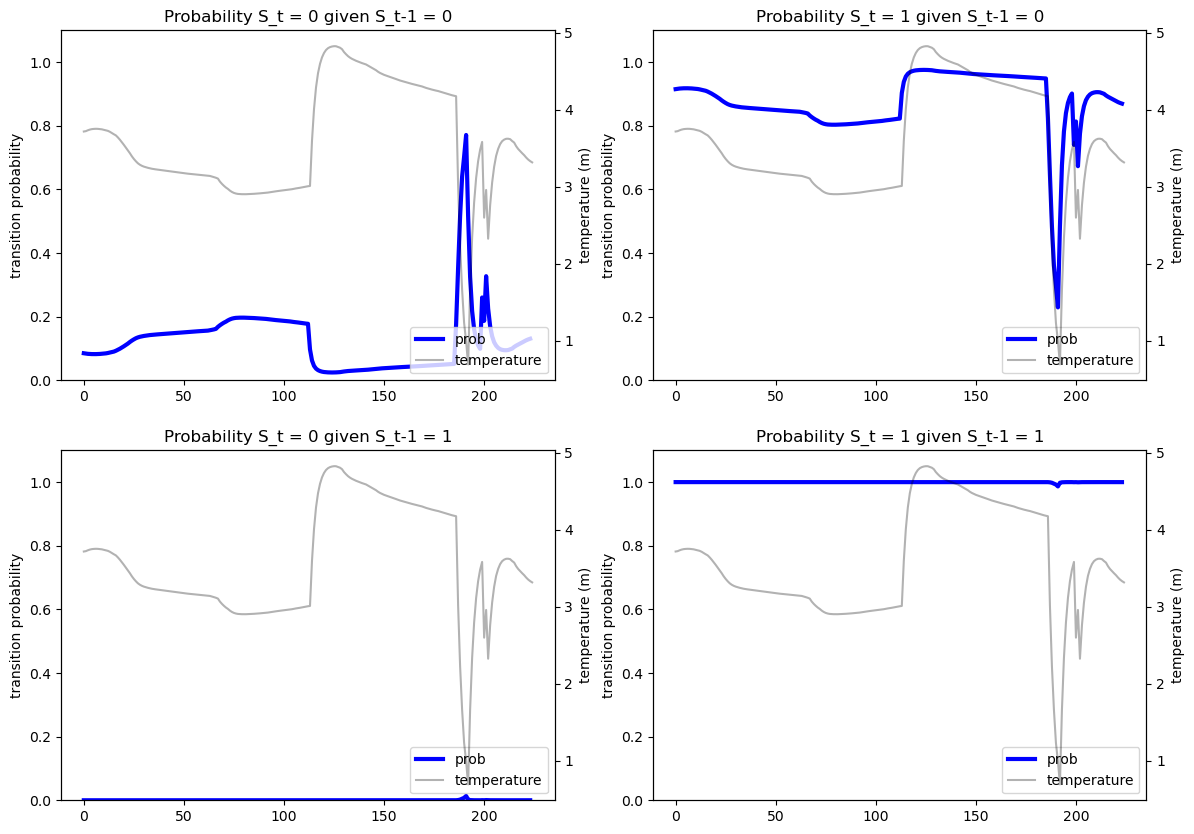 Probability S_t = 0 given S_t-1 = 0
transition probability
1.0
0.8
0.6
0.4
0.2
0.0
0 50 100 150 200
5
4
3
2
1
temperature (m)
prob
temperature
Probability S_t = 1 given S_t-1 = 0
transition probability
1.0
0.8
0.6
0.4
0.2
0.0
0 50 100 150 200
5
4
3
2
1
temperature (m)
prob
temperature
Probability S_t = 0 given S_t-1 = 1
transition probability
1.0
0.8
0.6
0.4
0.2
0.0
0 50 100 150 200
5
4
3
2
1
temperature (m)
prob
temperature
Probability S_t = 1 given S_t-1 = 1
transition probability
1.0
0.8
0.6
0.4
0.2
0.0
0 50 100 150 200
5
4
3
2
1
temperature (m)
prob
temperature